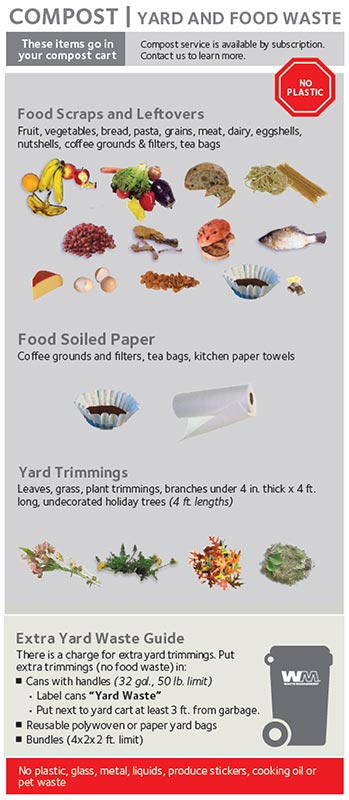 COMPOST | YARD AND FOOD WASTE
These items go in
your compost cart
Compost service is available by subscription.
Contact us to learn more.
NO
PLASTIC
Food Scraps and Leftovers
Fruit, vegetables, bread, pasta, grains, meat, dairy, eggshells,
nutshells, coffee grounds & filters, tea bags
Food Soiled Paper
Coffee grounds and filters, tea bags, kitchen paper towels
Yard Trimmings
Leaves, grass, plant trimmings, branches under 4 in. thick x 4 ft.
long, undecorated holiday trees (4 ft. lengths)
Extra Yard Waste Guide
There is a charge for extra yard trimmings. Put
extra trimmings (no food waste) in:
■ Cans with handles (32 gal., 50 lb. limit)
• Label cans “Yard Waste”
• Put next to yard cart at least 3 ft. from garbage.
■ Reusable polywoven or paper yard bags
■ Bundles (4x2x2 ft. limit)
WM
WASTE MANAGEMENT
No plastic, glass, metal, liquids, produce stickers, cooking oil or
pet waste